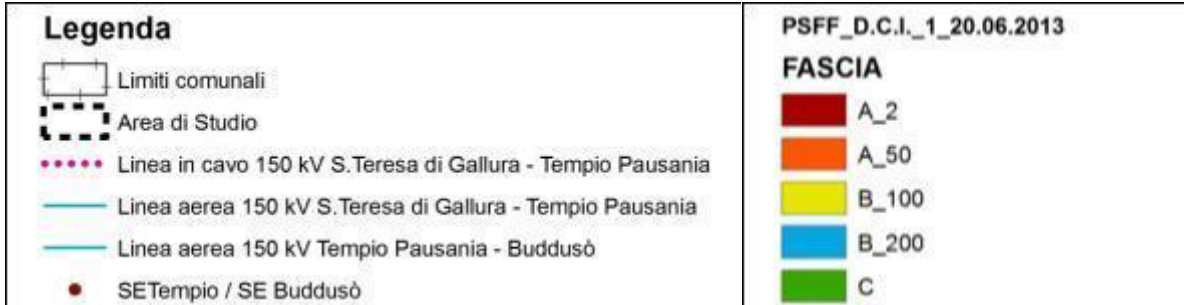 Legenda
Limiti comunali
Area di Studio
Linea in cavo 150 kV S.Teresa di Gallura - Tempio Pausania
Linea aerea 150 kV S.Teresa di Gallura - Tempio Pausania
Linea aerea 150 kV Tempio Pausania - Buddusò
SETempio / SE Buddusò
PSFF_D.C.I._1_20.06.2013
FASCIA
A_2
A_50
B_100
B_200
C